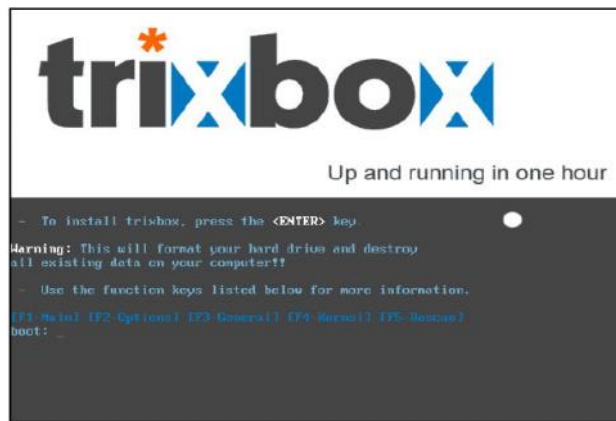 trixbox
Up and running in one hour
- To install trixbox, press the <ENTER> key.
Warning: This will format your hard drive and destroy
all existing data on your computer!!
- Use the function keys listed below for more information.
[F1-Main] [F2-Options] [F3-General] [F4-Kernel] [F5-Rescue]
boot: _